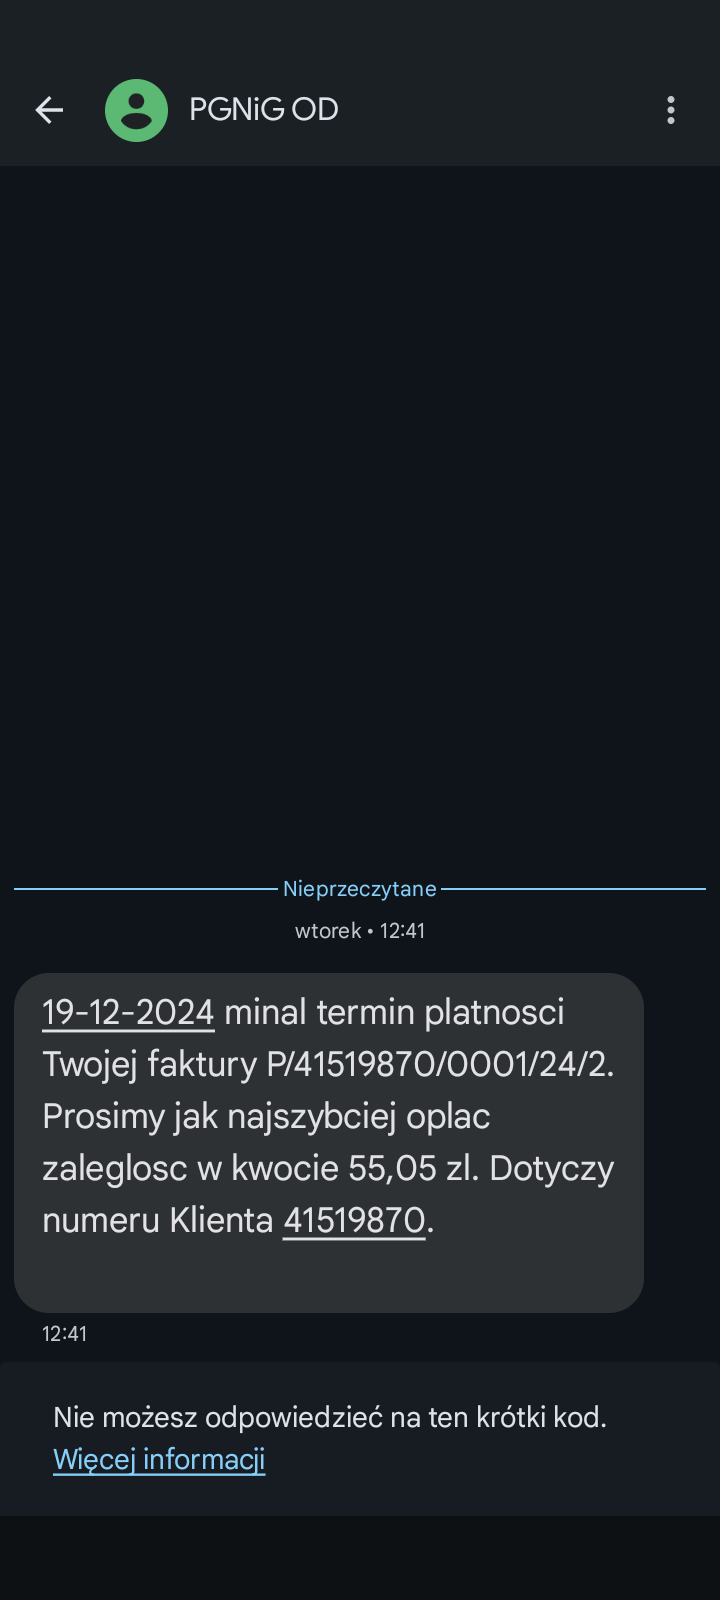 PGNiG OD
Nieprzeczytane
wtorek • 12:41
19-12-2024 minal termin platnosci
Twojej faktury P/41519870/0001/24/2.
Prosimy jak najszybciej oplac
zaleglosc w kwocie 55,05 zl. Dotyczy
numeru Klienta 41519870.
12:41
Nie możesz odpowiedzieć na ten krótki kod.
Więcej informacji